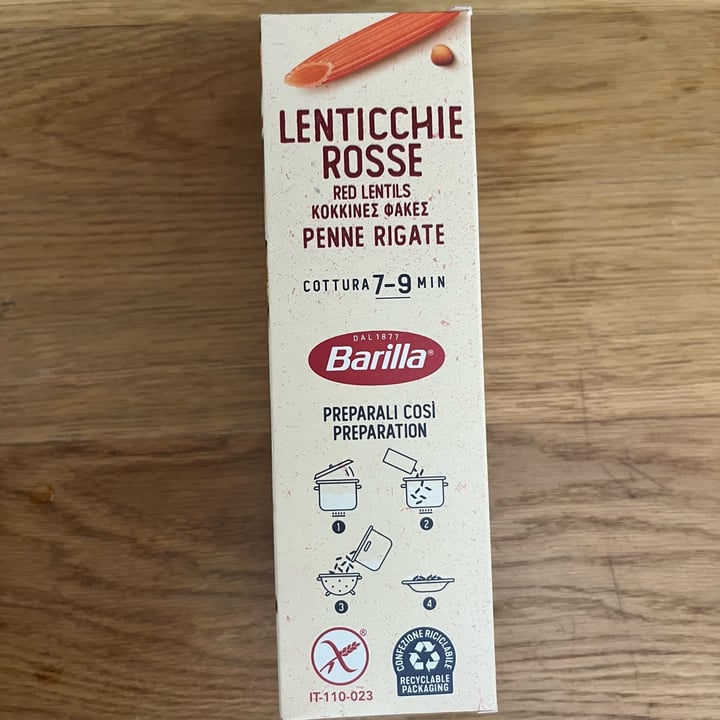 LENTICCHIE
ROSSE
RED LENTILS
ΚΟΚΚΙΝΕΣ ΦΑΚΕΣ
PENNE RIGATE
COTTURA 7-9 MIN
DAL 1877
Barilla®
PREPARALI COSÌ
PREPARATION
1
2
3
4
®
IT-110-023
CONFEZIONE RICICLABILE
RECYCLABLE
PACKAGING